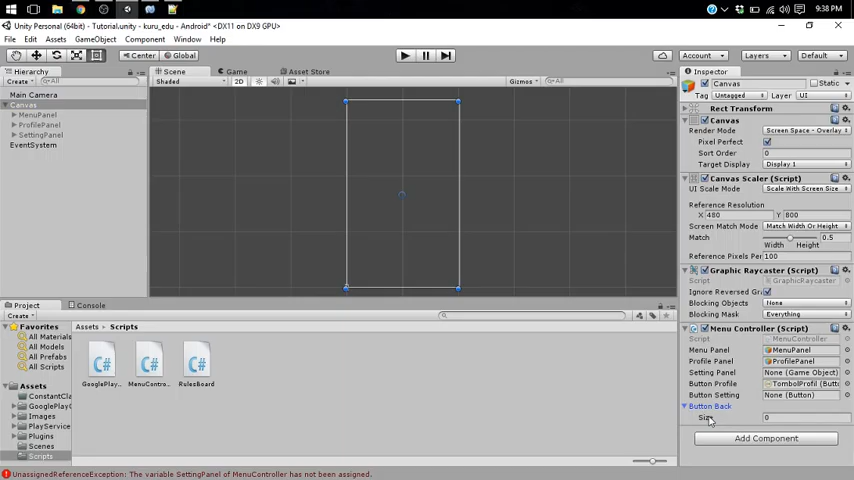 9:38 PM
Unity Personal (64bit) - Tutorial.unity - kuru_edu - Android* <DX11 on DX9 GPU>
File Edit Assets GameObject Component Window Help
Center Global Account Layers Default
Hierarchy
Create All
Main Camera
Canvas
MenuPanel
ProfilePanel
SettingPanel
EventSystem
Scene Game Asset Store
Shaded 2D Gizmos All
Inspector
Canvas Static
Tag Untagged Layer UI
Rect Transform
Canvas
Render Mode Screen Space - Overlay
Pixel Perfect
Sort Order 0
Target Display Display 1
Canvas Scaler (Script)
UI Scale Mode Scale With Screen Size
Reference Resolution
X 480 Y 800
Screen Match Mode Match Width Or Height
Match 0.5
Width Height
Reference Pixels Per 100
Graphic Raycaster (Script)
Script GraphicRaycaster
Ignore Reversed Gra
Blocking Objects None
Blocking Mask Everything
Menu Controller (Script)
Script MenuController
Menu Panel MenuPanel
Profile Panel ProfilePanel
Setting Panel None (Game Object)
Button Profile TombolProfil (Butto
Button Setting None (Button)
Button Back
Size 0
Add Component
Project Console
Create
Favorites
All Materials
All Models
All Prefabs
All Scripts
Assets
ConstantCla
GooglePlayG
Images
PlayService
Plugins
Scenes
Scripts
Assets Scripts
GooglePlay... MenuContro... RulesBoard
UnassignedReferenceException: The variable SettingPanel of MenuController has not been assigned.